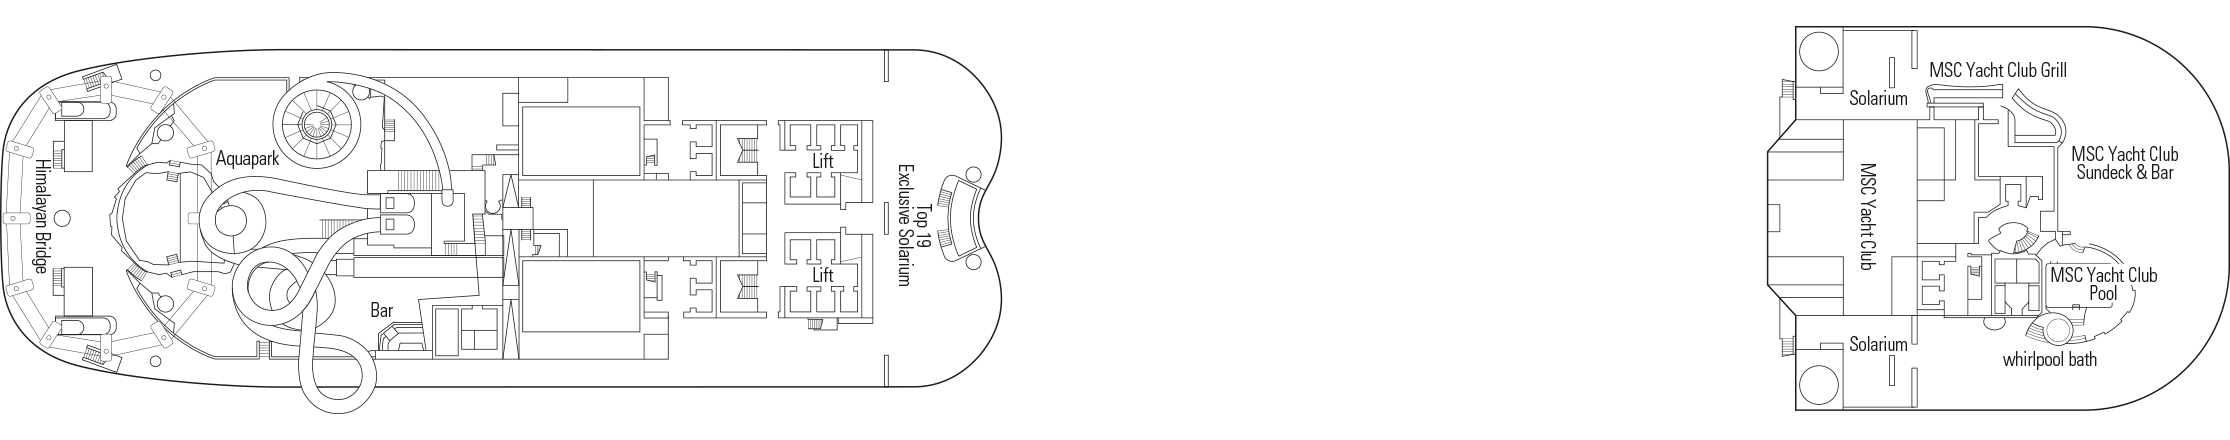 Himalayan Bridge
Aquapark
Bar
Lift
Lift
Top 19
Exclusive Solarium
Solarium
MSC Yacht Club Grill
MSC Yacht Club
Sundeck & Bar
MSC Yacht Club
MSC Yacht Club
Pool
Solarium
whirlpool bath